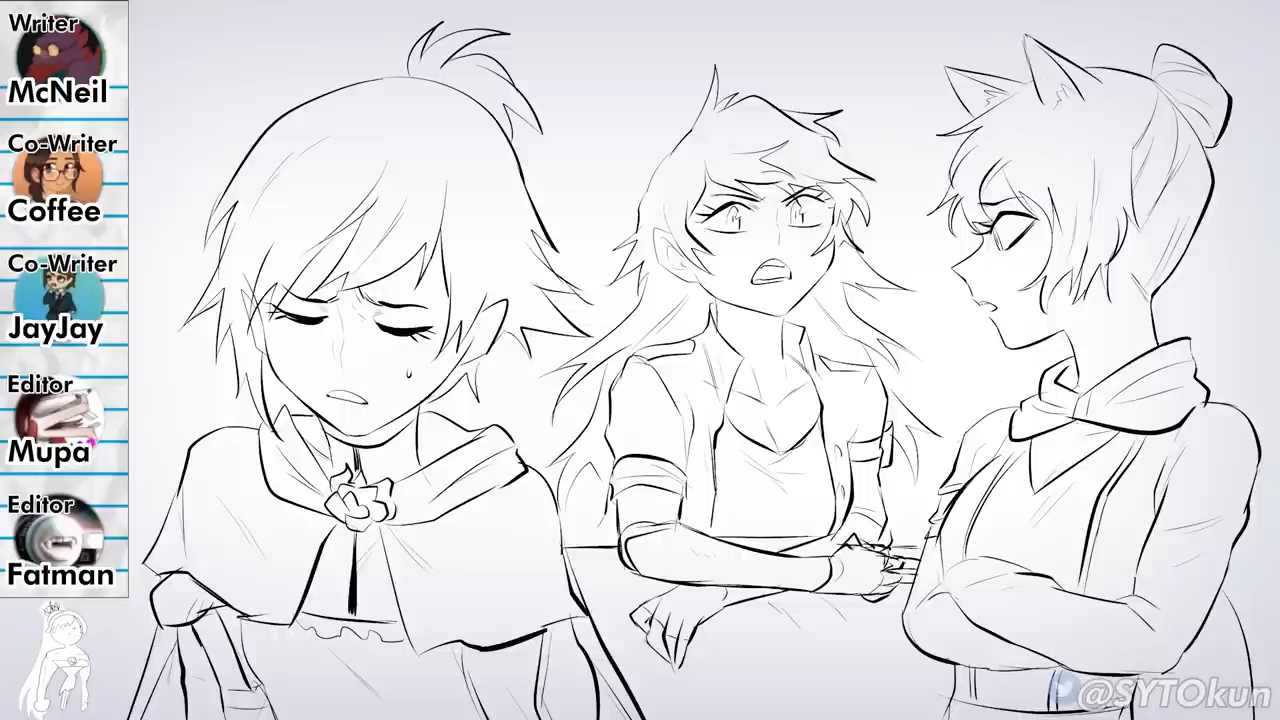 Writer
McNeil
Co-Writer
Coffee
Co-Writer
JayJay
Editor
Mupa
Editor
Fatman
@SYTOkun